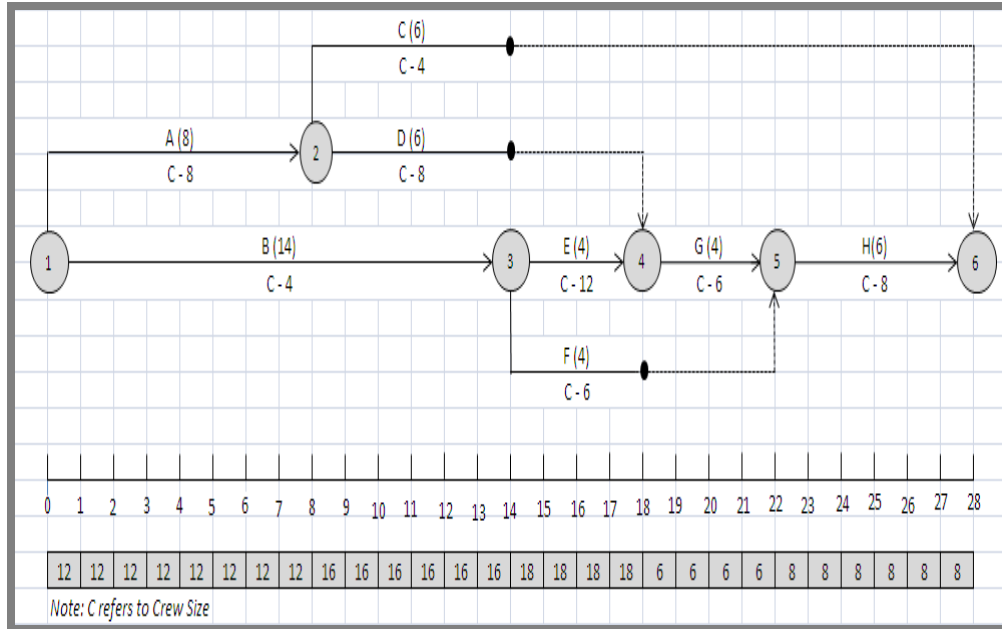 C (6)
C - 4
A (8)
C - 8
2
D (6)
C - 8
1
B (14)
C - 4
3
E (4)
C - 12
4
G (4)
C - 6
5
H(6)
C - 8
6
F (4)
C - 6
0 1 2 3 4 5 6 7 8 9 10 11 12 13 14 15 16 17 18 19 20 21 22 23 24 25 26 27 28
12 12 12 12 12 12 12 12 16 16 16 16 16 16 18 18 18 18 6 6 6 6 8 8 8 8 8 8
Note: C refers to Crew Size